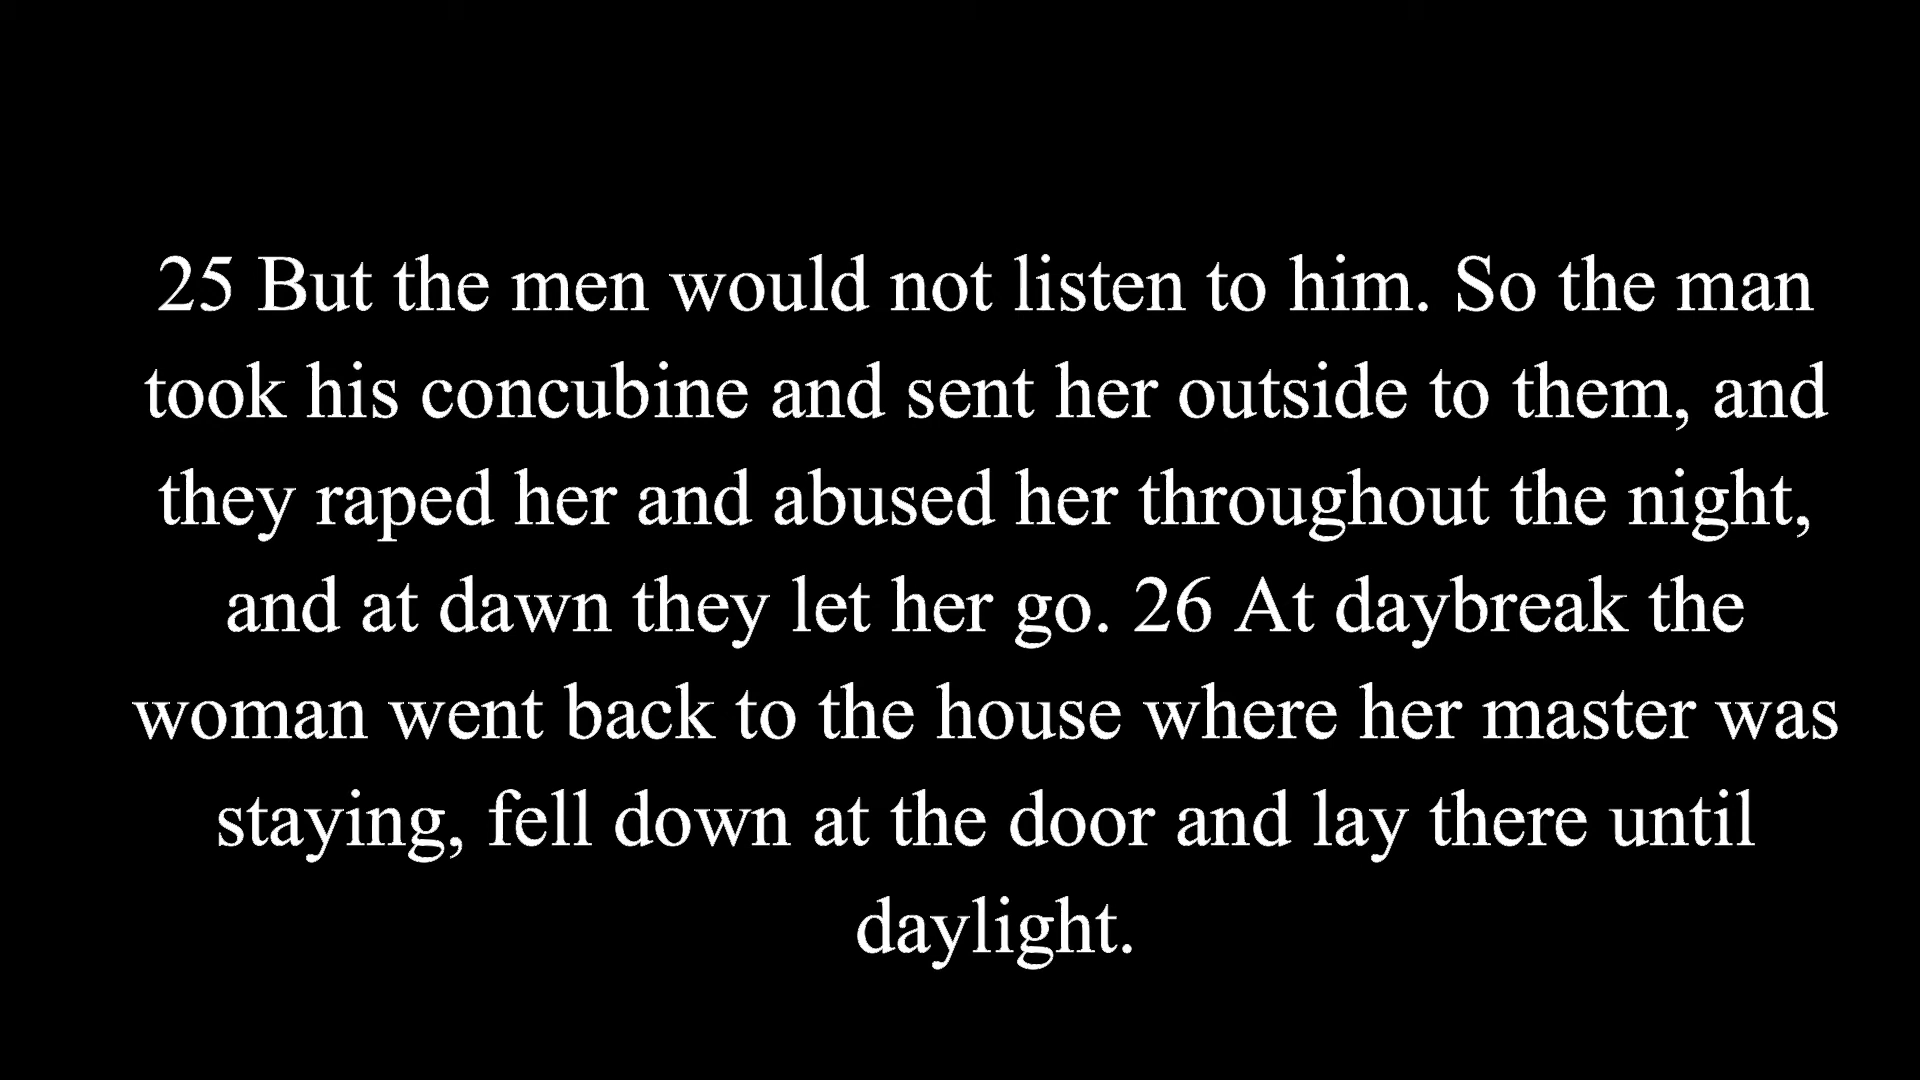 25 But the men would not listen to him. So the man
took his concubine and sent her outside to them, and
they raped her and abused her throughout the night,
and at dawn they let her go. 26 At daybreak the
woman went back to the house where her master was
staying, fell down at the door and lay there until
daylight.